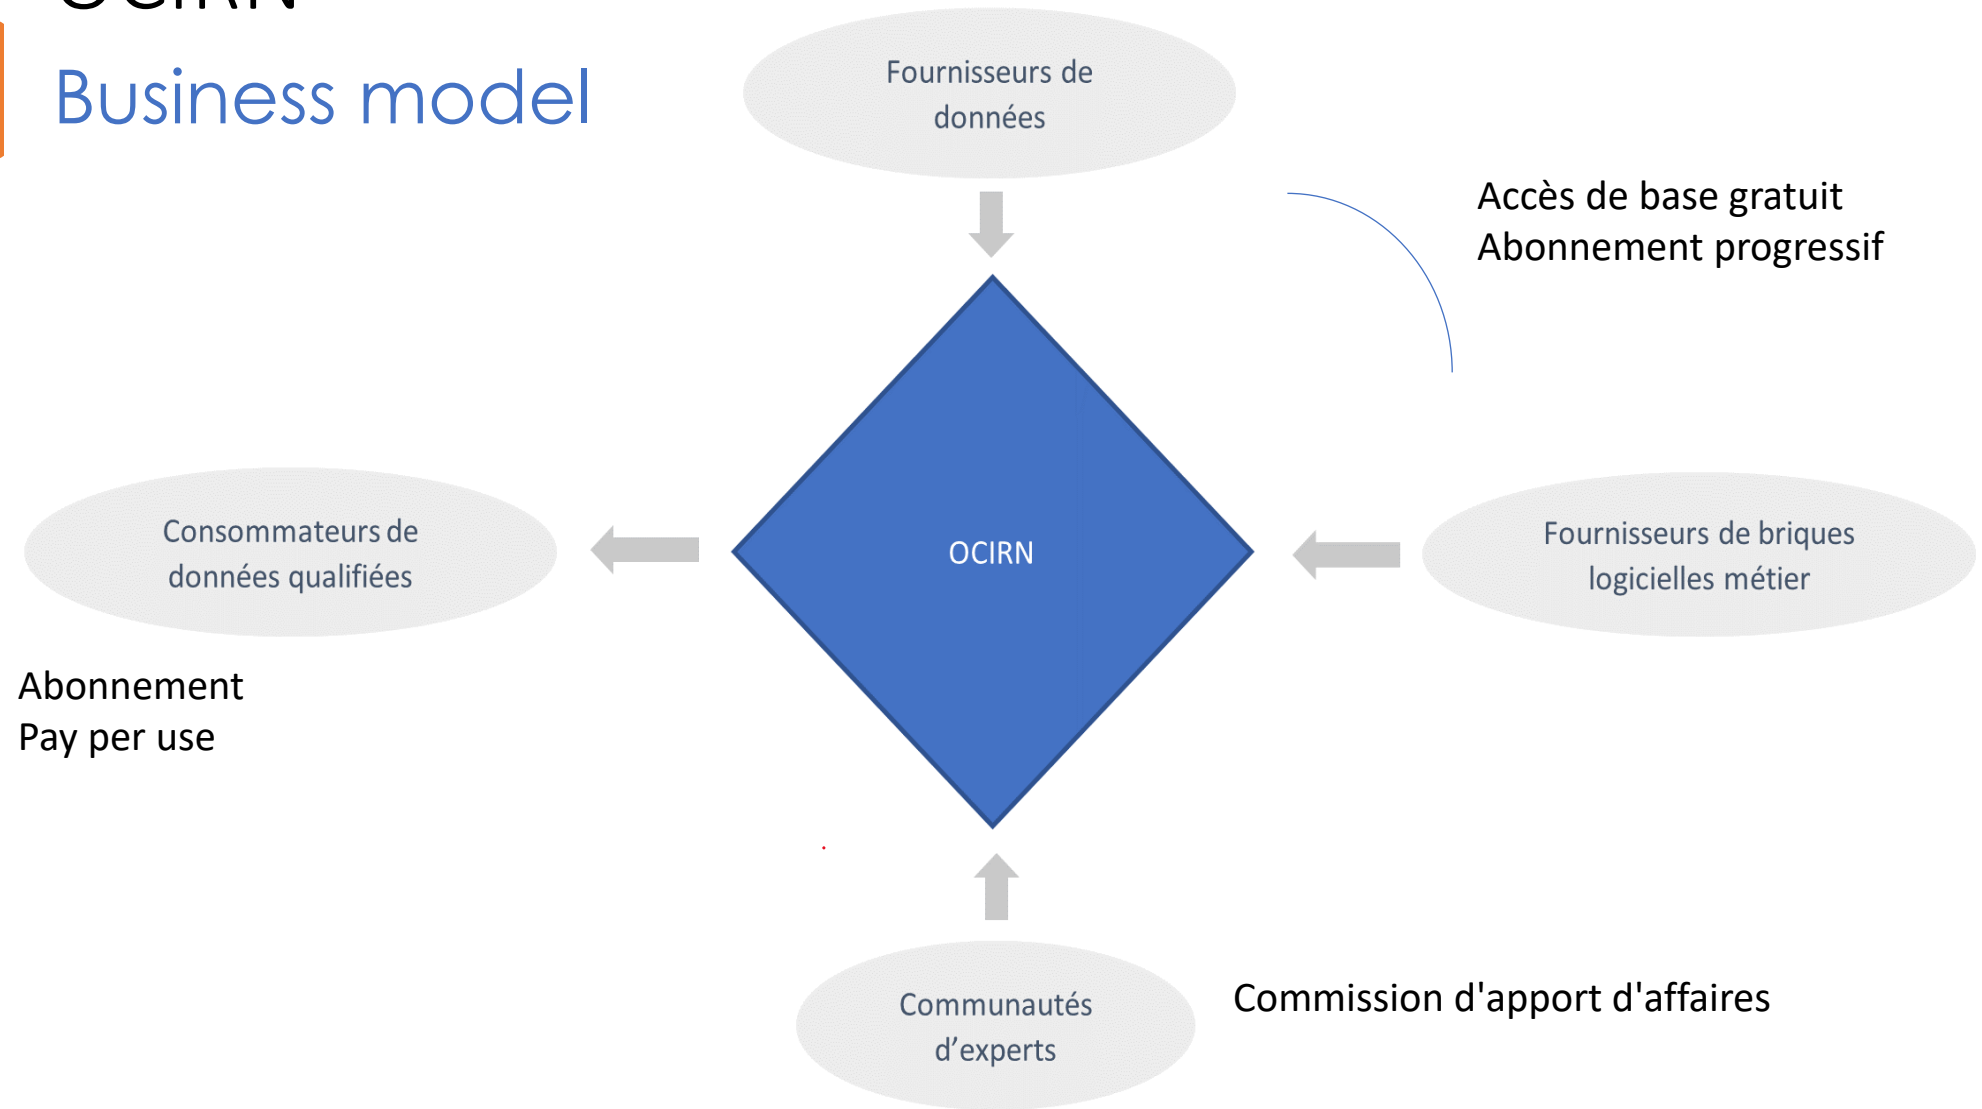 OCIRN
Business model
Fournisseurs de
données
Accès de base gratuit
Abonnement progressif
Consommateurs de
données qualifiées
OCIRN
Fournisseurs de briques
logicielles métier
Abonnement
Pay per use
Communautés
d’experts
Commission d'apport d'affaires